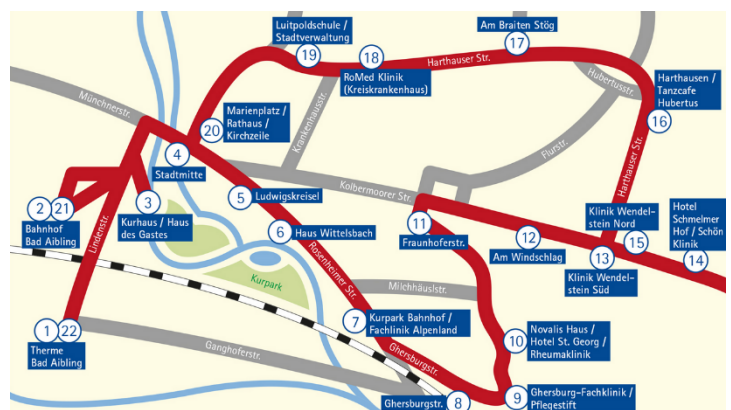 Luitpoldschule /
Stadtverwaltung
19
18
RoMed Klinik
(Kreiskrankenhaus)
Am Braiten Stög
17
Harthauser Str.
Hubertusstr.
Harthausen /
Tanzcafe
Hubertus
16
Münchnerstr.
Marienplatz /
Rathaus /
Kirchzeile
20
Krankenhausstr.
Flurstr.
Harthauser Str.
4
Stadtmitte
5
Ludwigskreisel
Kolbermoorer Str.
2 21
Bahnhof
Bad Aibling
3
Kurhaus / Haus
des Gastes
Lindenstr.
6
Haus Wittelsbach
Rosenheimer Str.
Kurpark
11
Fraunhoferstr.
12
Am Windschlag
Klinik Wendel-
stein Nord
15
13
Klinik Wendel-
stein Süd
Hotel
Schmelmer
Hof / Schön
Klinik
14
Milchhäuslstr.
1 22
Therme
Bad Aibling
Ganghoferstr.
7
Kurpark Bahnhof /
Fachlinik Alpenland
Ghersburgstr.
10
Novalis Haus /
Hotel St. Georg /
Rheumaklinik
Ghersburgstr.
8
9
Ghersburg-Fachklinik /
Pflegestift